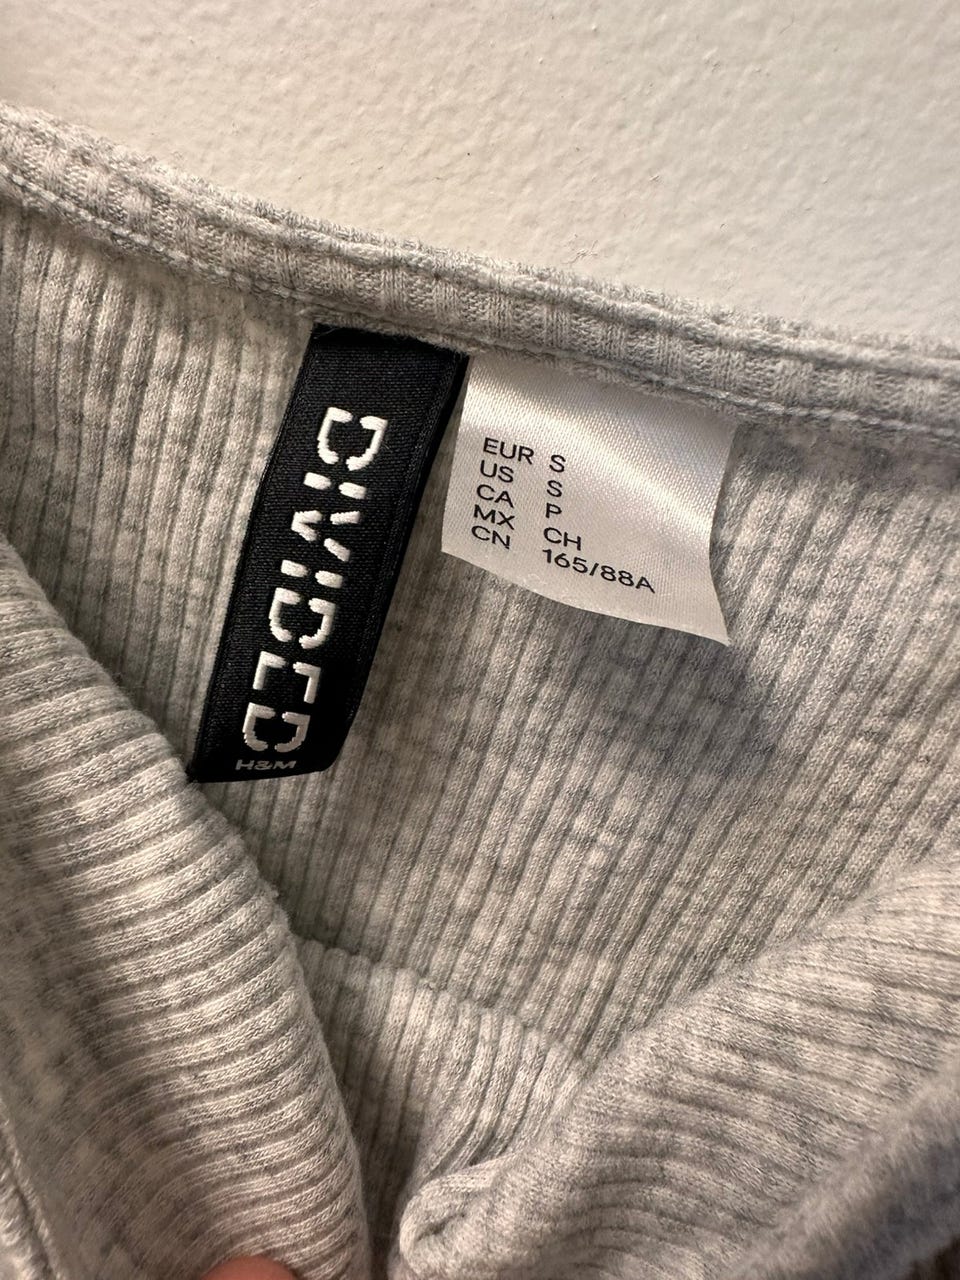 DIVIDED
H&M
EUR S
US S
CA P
MX CH
CN 165/88A